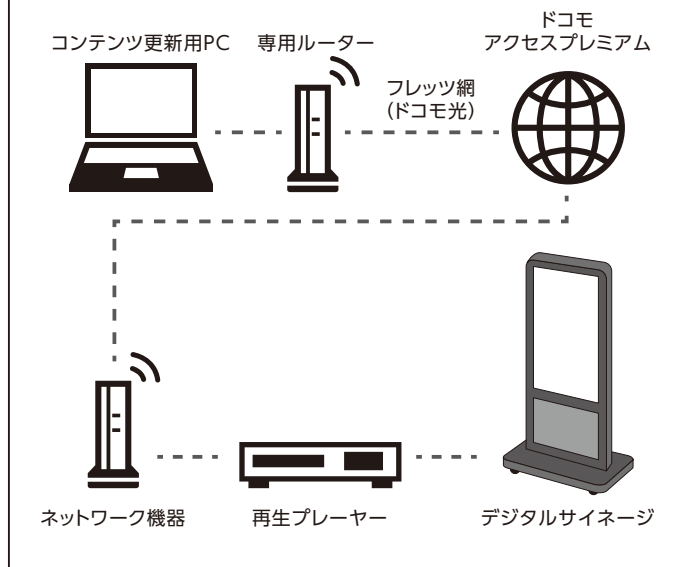 コンテンツ更新用PC
専用ルーター
ドコモ
アクセスプレミアム
フレッツ網
(ドコモ光)
ネットワーク機器
再生プレーヤー
デジタルサイネージ